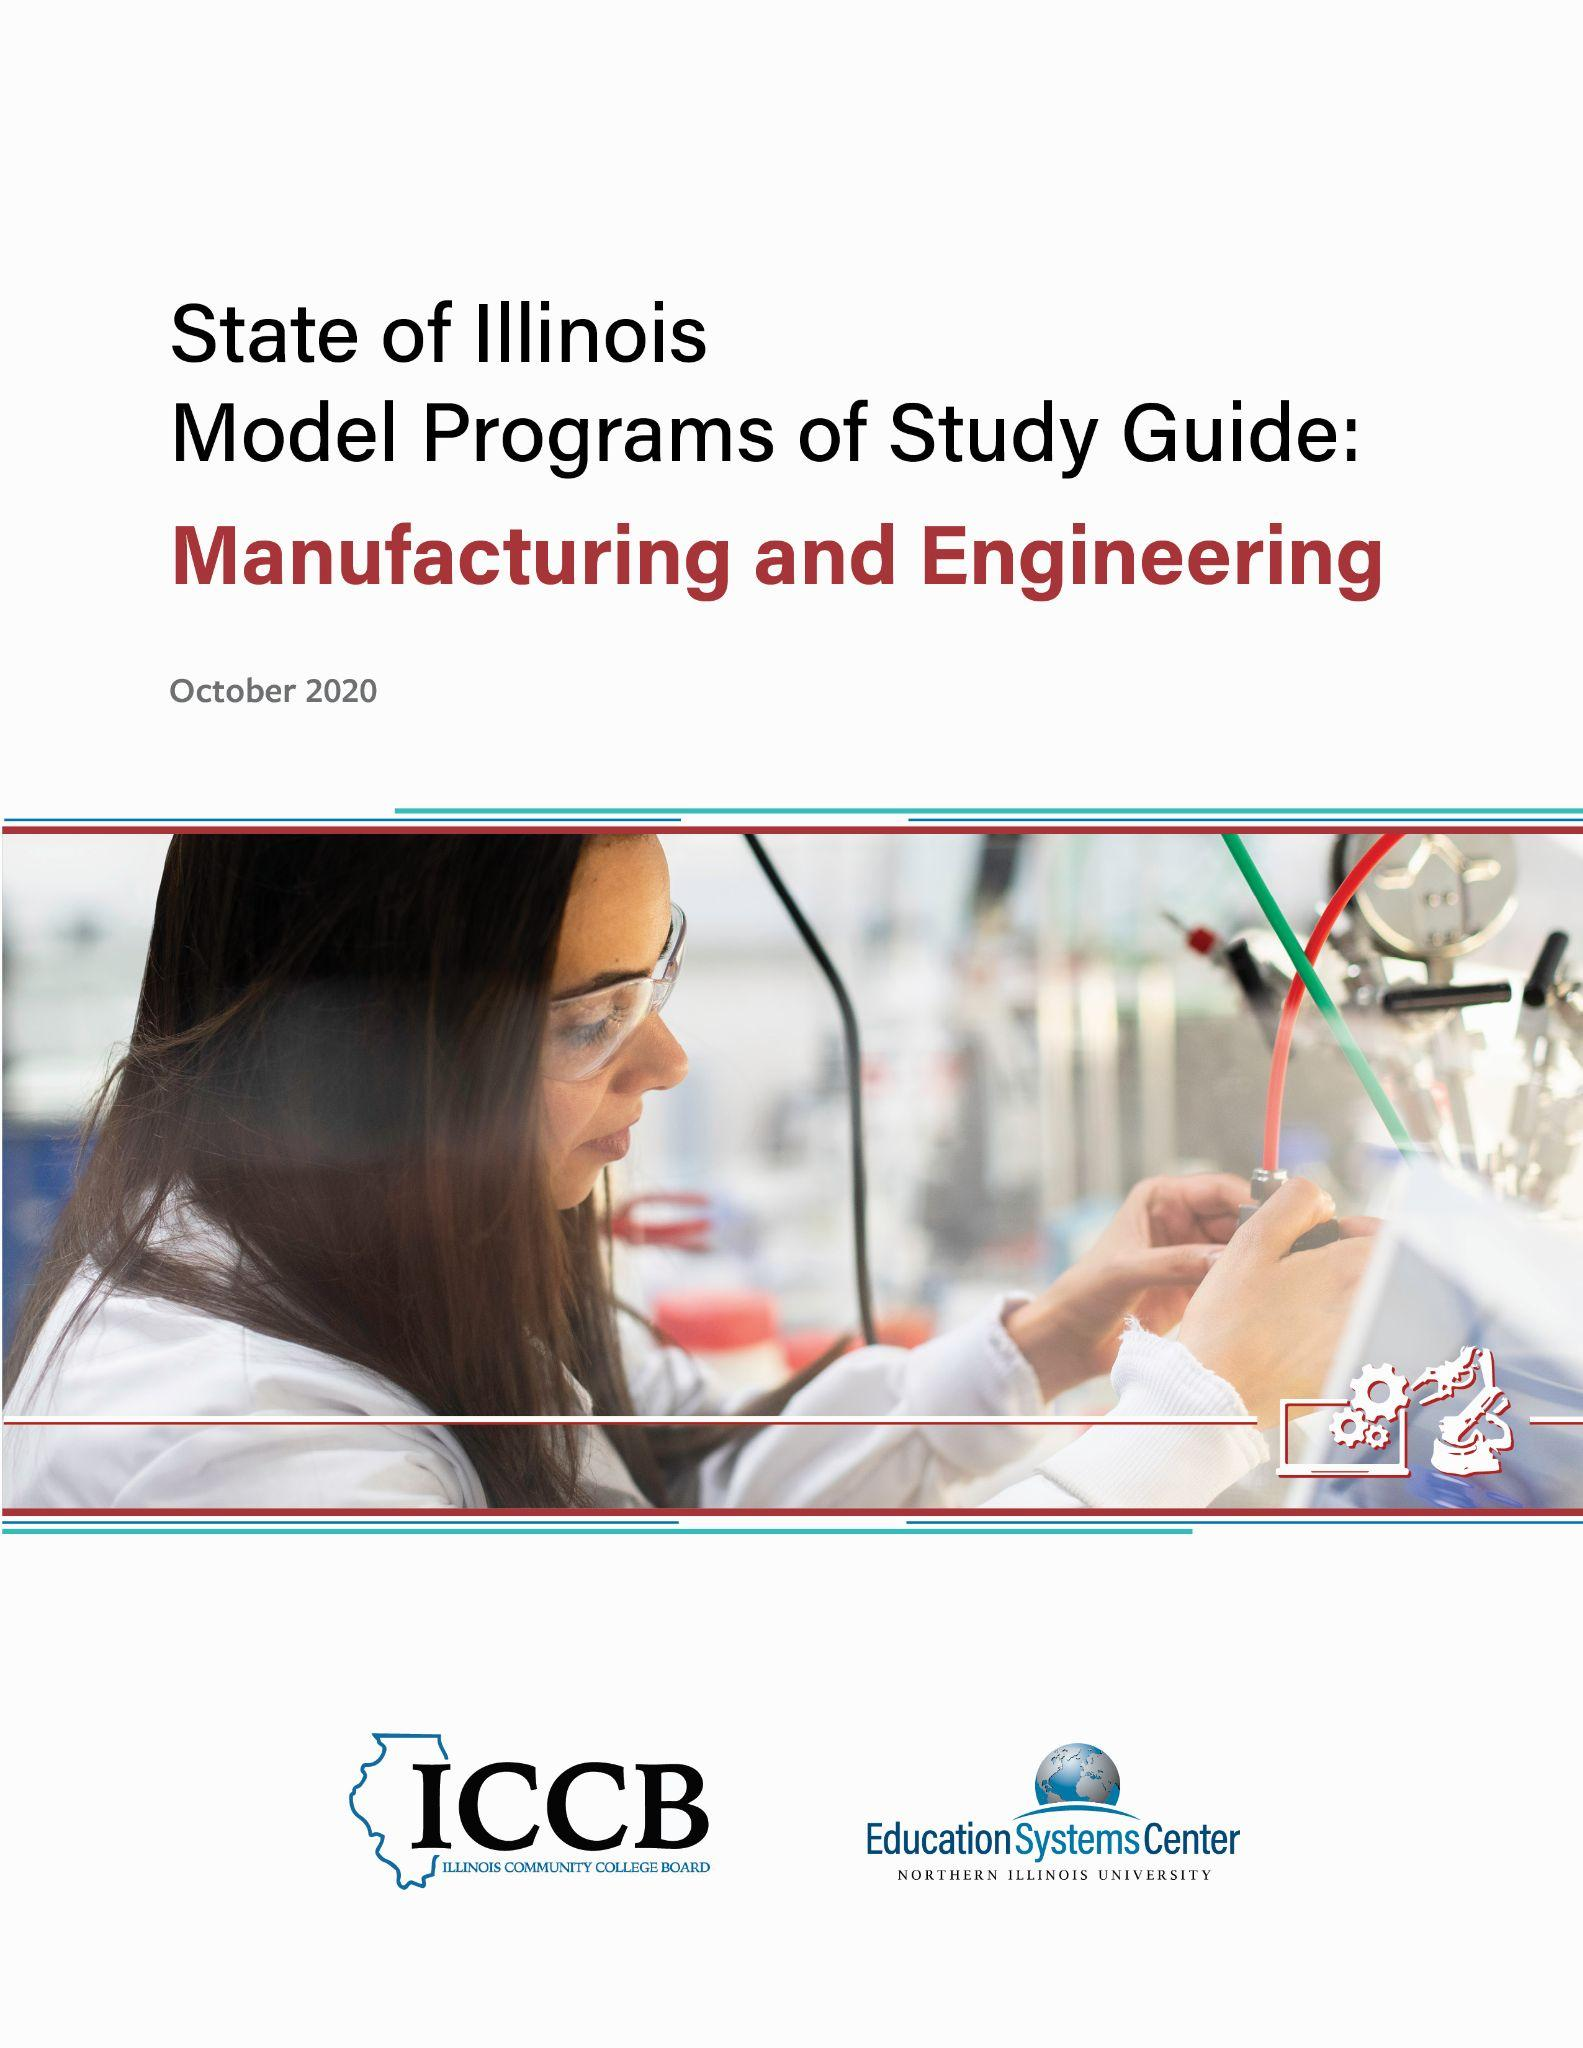 State of Illinois
Model Programs of Study Guide:
Manufacturing and Engineering
October 2020
ICCB
ILLINOIS COMMUNITY COLLEGE BOARD
Education Systems Center
NORTHERN ILLINOIS UNIVERSITY